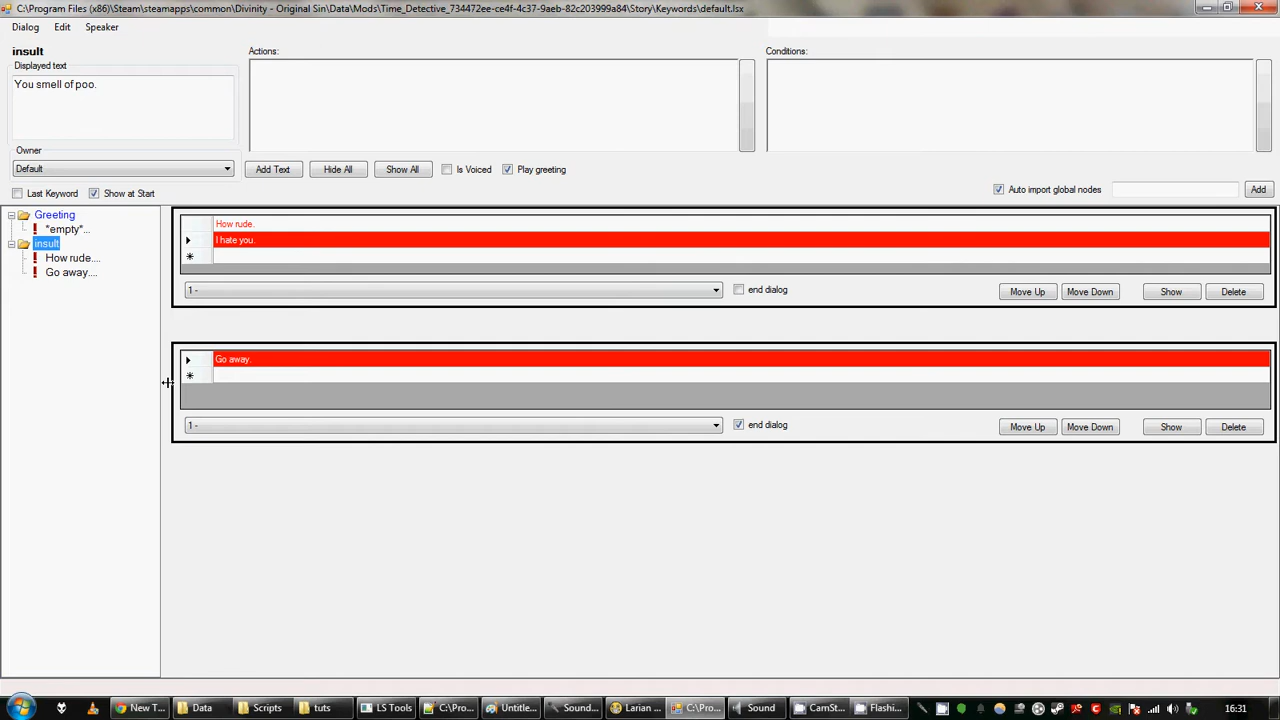 C:\Program Files (x86)\Steam\steamapps\common\Divinity - Original Sin\Data\Mods\Time_Detective_734472ee-ce4f-4c37-9aeb-82c203999a84\Story\Keywords\default.lsx
Dialog Edit Speaker
insult
Displayed text
You smell of poo.
Actions:
Conditions:
Owner
Default
Add Text Hide All Show All Is Voiced Play greeting
Last Keyword Show at Start
Auto import global nodes Add
Greeting
"empty"...
insult
How rude....
Go away....
How rude.
I hate you.
1 - end dialog Move Up Move Down Show Delete
Go away.
1 - end dialog Move Up Move Down Show Delete
New T... Data Scripts tuts LS Tools C:\Pro... Untitle... Sound... Larian ... C:\Pro... Sound CamSt... Flashi... 16:31